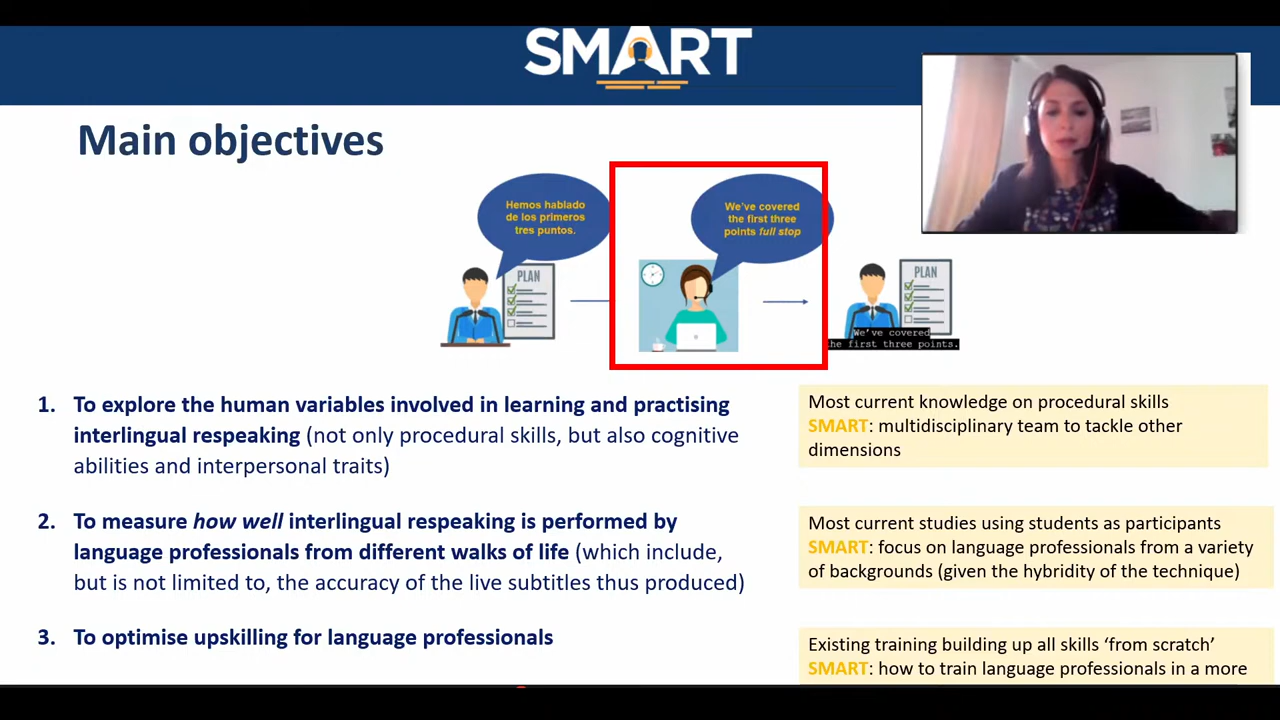 SMART
Main objectives
Hemos hablado
de los primeros
tres puntos.
PLAN
We've covered
the first three
points full stop
PLAN
We've covered
the first three points.
1. To explore the human variables involved in learning and practising
interlingual respeaking (not only procedural skills, but also cognitive
abilities and interpersonal traits)
Most current knowledge on procedural skills
SMART: multidisciplinary team to tackle other
dimensions
2. To measure how well interlingual respeaking is performed by
language professionals from different walks of life (which include,
but is not limited to, the accuracy of the live subtitles thus produced)
Most current studies using students as participants
SMART: focus on language professionals from a variety
of backgrounds (given the hybridity of the technique)
3. To optimise upskilling for language professionals
Existing training building up all skills ‘from scratch’
SMART: how to train language professionals in a more